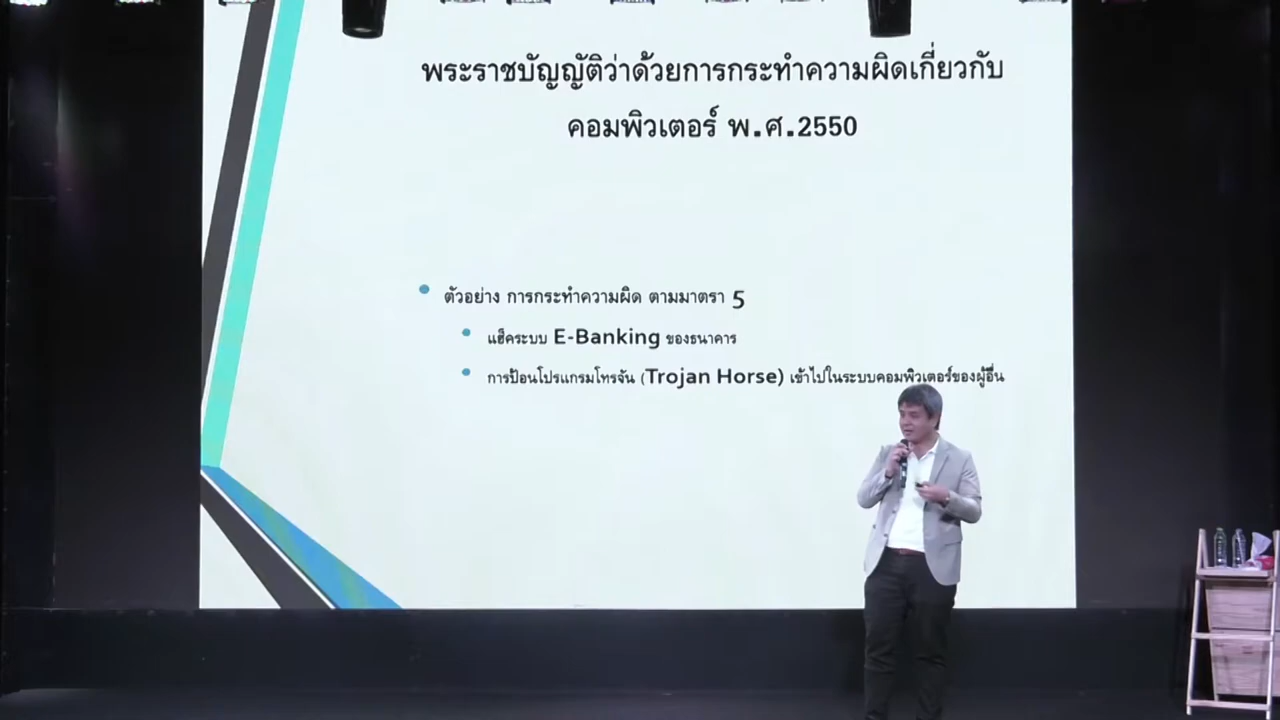 พระราชบัญญัติว่าด้วยการกระทำความผิดเกี่ยวกับ
คอมพิวเตอร์ พ.ศ.2550
ตัวอย่าง การกระทำความผิด ตามมาตรา 5
แฮ็คระบบ E-Banking ของธนาคาร
การป้อนโปรแกรมโทรจัน (Trojan Horse) เข้าไปในระบบคอมพิวเตอร์ของผู้อื่น